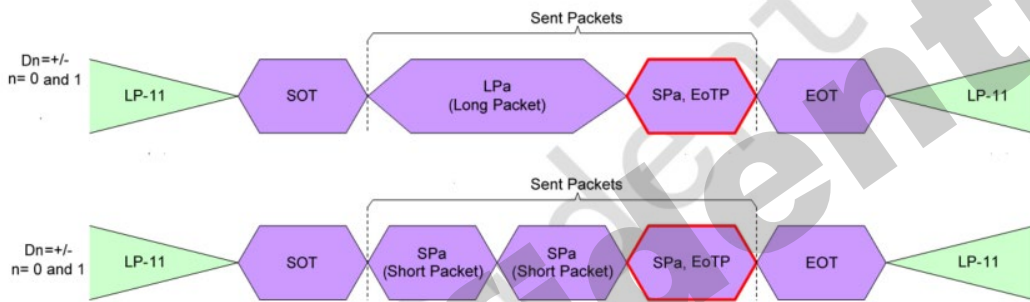 Sent Packets
Dn=+/-
n= 0 and 1
LP-11
SOT
LPa
(Long Packet)
SPa, EoTP
EOT
LP-11
Sent Packets
Dn=+/-
n= 0 and 1
LP-11
SOT
SPa
(Short Packet)
SPa
(Short Packet)
SPa, EoTP
EOT
LP-11